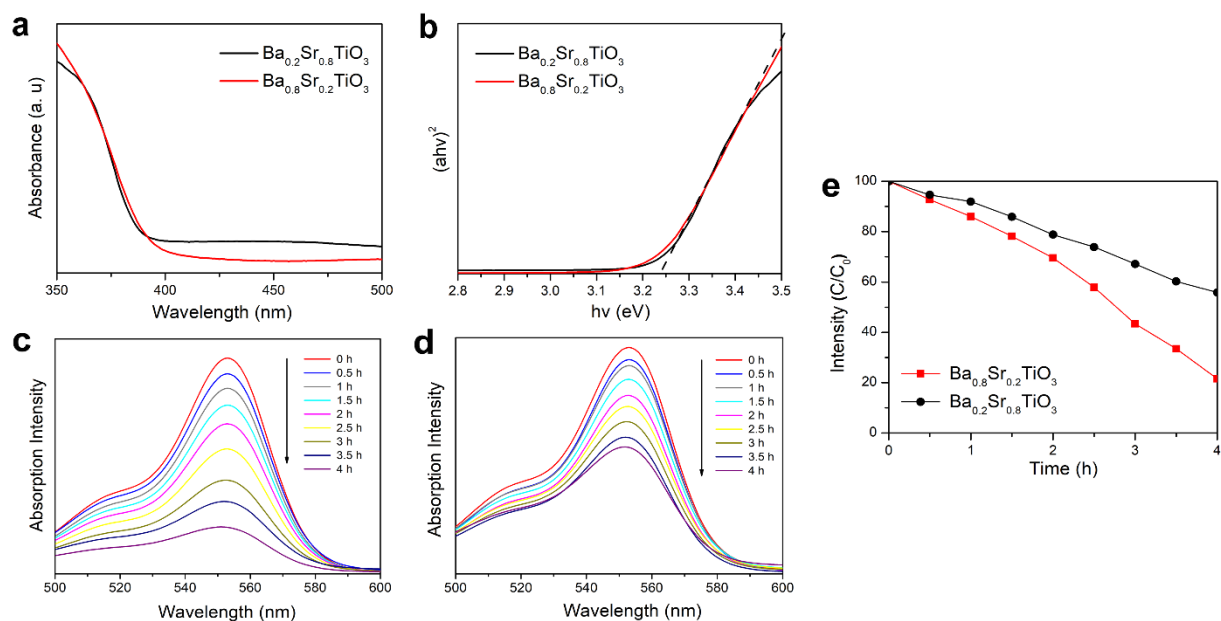 a
Absorbance (a. u)
Ba0.2Sr0.8TiO3
Ba0.8Sr0.2TiO3
350 400 450 500
Wavelength (nm)
b
(ahv)2
Ba0.2Sr0.8TiO3
Ba0.8Sr0.2TiO3
2.8 2.9 3.0 3.1 3.2 3.3 3.4 3.5
hv (eV)
c
Absorption Intensity
0 h
0.5 h
1 h
1.5 h
2 h
2.5 h
3 h
3.5 h
4 h
500 520 540 560 580 600
Wavelength (nm)
d
Absorption Intensity
0 h
0.5 h
1 h
1.5 h
2 h
2.5 h
3 h
3.5 h
4 h
500 520 540 560 580 600
Wavelength (nm)
e
Intensity (C/C0)
100
80
60
40
20
0
Ba0.8Sr0.2TiO3
Ba0.2Sr0.8TiO3
0 1 2 3 4
Time (h)